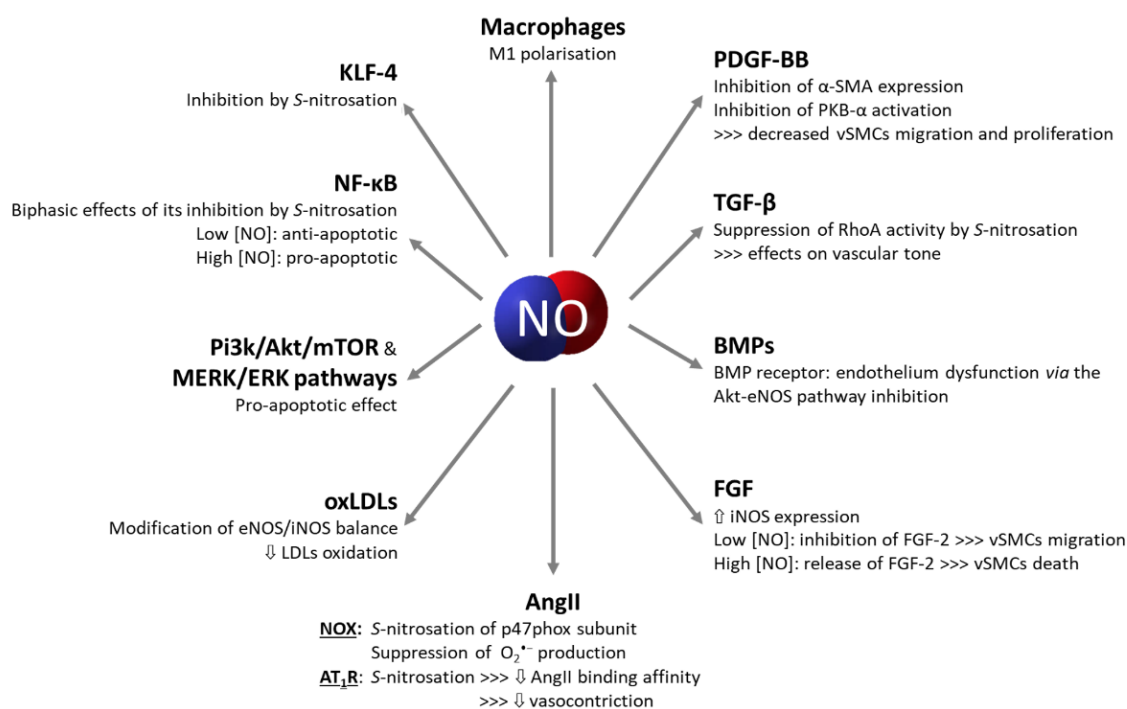 Macrophages
M1 polarisation
KLF-4
Inhibition by S-nitrosation
PDGF-BB
Inhibition of α-SMA expression
Inhibition of PKB-α activation
>>> decreased vSMCs migration and proliferation
NF-κB
Biphasic effects of its inhibition by S-nitrosation
Low [NO]: anti-apoptotic
High [NO]: pro-apoptotic
TGF-β
Suppression of RhoA activity by S-nitrosation
>>> effects on vascular tone
NO
Pi3k/Akt/mTOR &
MERK/ERK pathways
Pro-apoptotic effect
BMPs
BMP receptor: endothelium dysfunction via the
Akt-eNOS pathway inhibition
oxLDLs
Modification of eNOS/iNOS balance
⇩ LDLs oxidation
FGF
⇧ iNOS expression
Low [NO]: inhibition of FGF-2 >>> vSMCs migration
High [NO]: release of FGF-2 >>> vSMCs death
AngII
NOX: S-nitrosation of p47phox subunit
Suppression of O₂•⁻ production
AT₁R: S-nitrosation >>> ⇩ AngII binding affinity
>>> ⇩ vasocontriction